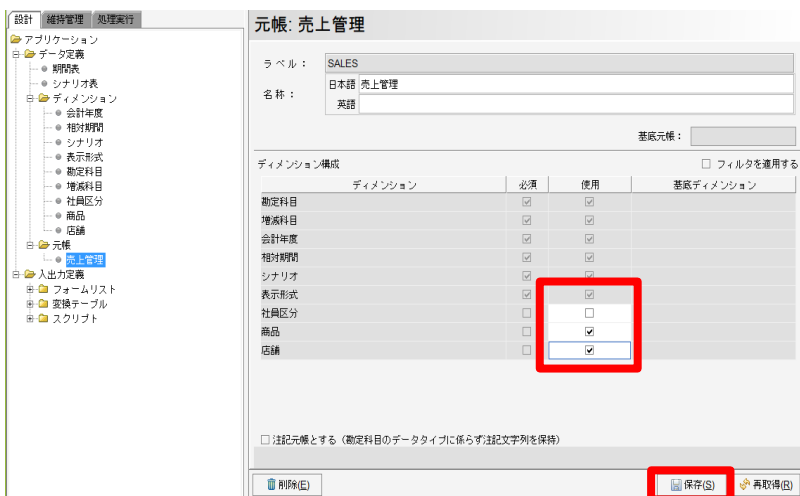 設計 維持管理 処理実行
アプリケーション
データ定義
期間表
シナリオ表
ディメンション
会計年度
相対期間
シナリオ
表示形式
勘定科目
増減科目
社員区分
商品
店舗
元帳
売上管理
入出力定義
フォームリスト
変換テーブル
スクリプト
元帳: 売上管理
ラベル： SALES
名称： 日本語 売上管理
英語
基底元帳：
ディメンション構成 フィルタを適用する
ディメンション 必須 使用 基底ディメンション
勘定科目
増減科目
会計年度
相対期間
シナリオ
表示形式
社員区分
商品
店舗
注記元帳とする（勘定科目のデータタイプに係らず注記文字列を保持）
削除(E) 保存(S) 再取得(R)